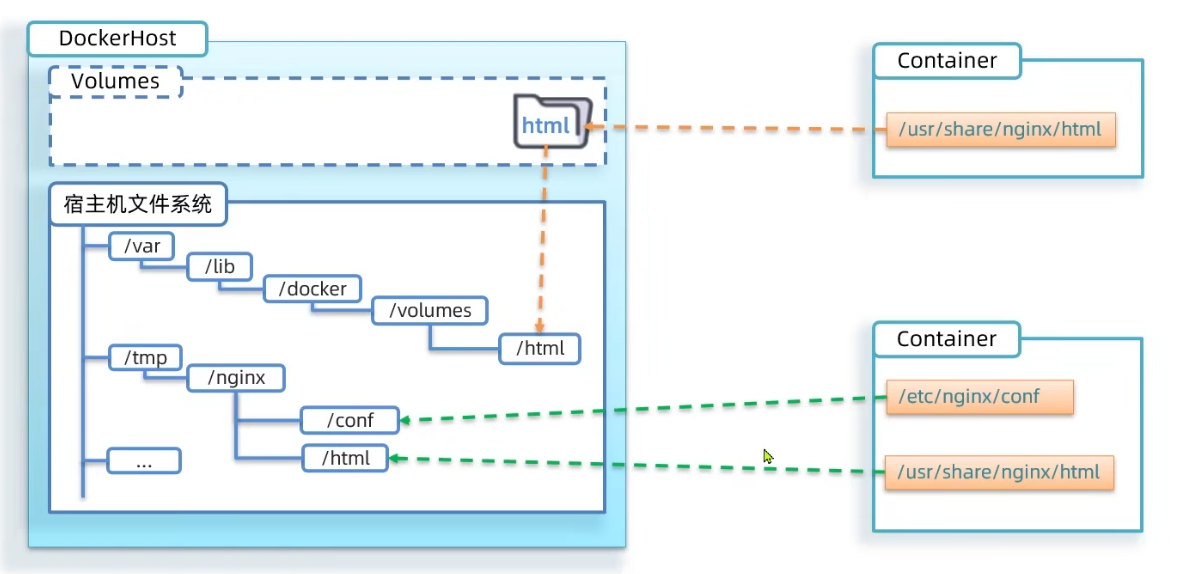 DockerHost
Volumes
html
宿主机文件系统
/var
/lib
/docker
/volumes
/html
/tmp
/nginx
/conf
/html
...
Container
/usr/share/nginx/html
Container
/etc/nginx/conf
/usr/share/nginx/html